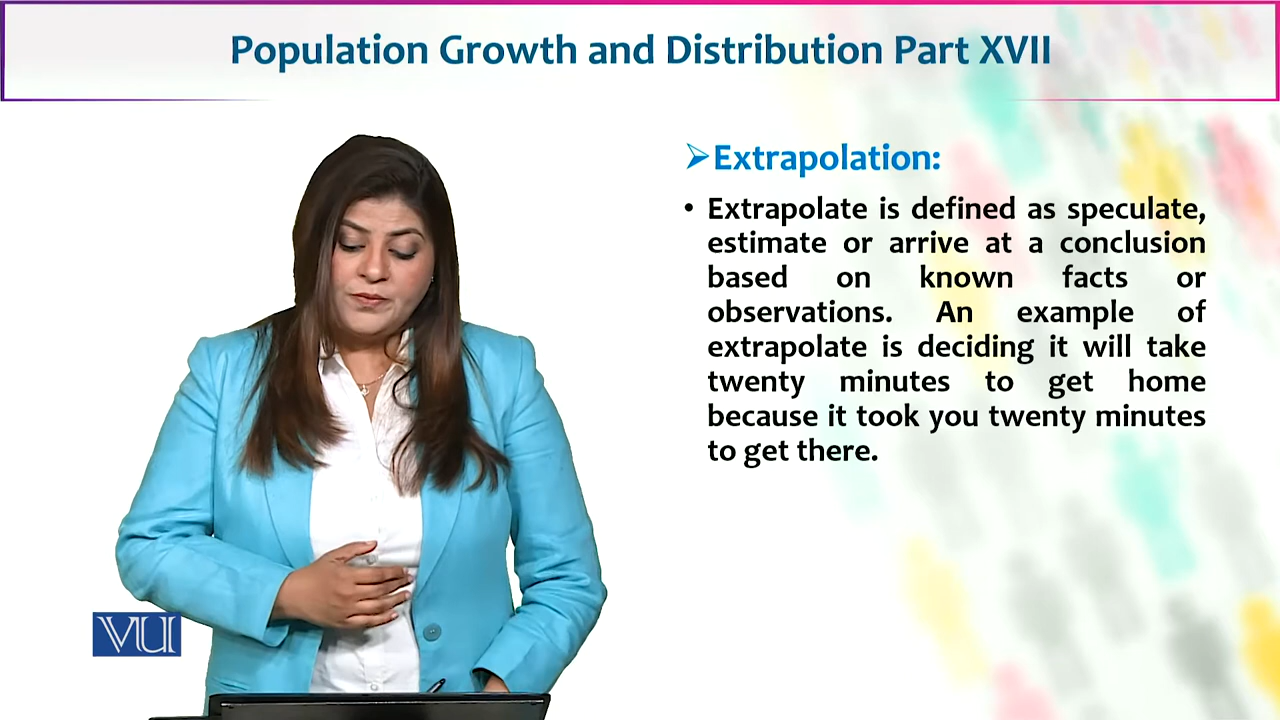 Population Growth and Distribution Part XVII
➢Extrapolation:
• Extrapolate is defined as speculate,
estimate or arrive at a conclusion
based on known facts or
observations. An example of
extrapolate is deciding it will take
twenty minutes to get home
because it took you twenty minutes
to get there.
VU